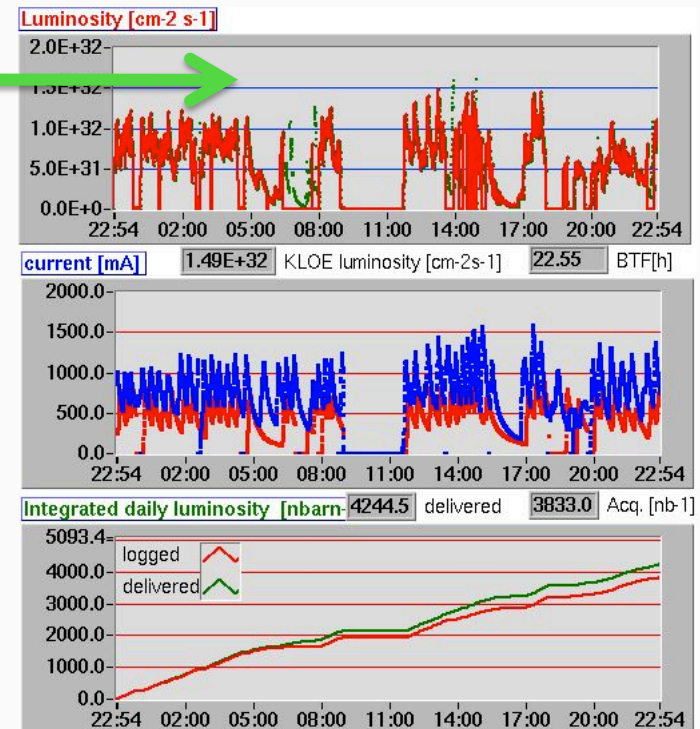 Luminosity [cm-2 s-1]
2.0E+32
1.5E+32
1.0E+32
5.0E+31
0.0E+0
22:54 02:00 05:00 08:00 11:00 14:00 17:00 20:00 22:54
current [mA] 1.49E+32 KLOE luminosity [cm-2s-1] 22.55 BTF[h]
2000.0
1500.0
1000.0
500.0
0.0
22:54 02:00 05:00 08:00 11:00 14:00 17:00 20:00 22:54
Integrated daily luminosity [nbarn- 4244.5 delivered 3833.0 Acq. [nb-1]
5093.4
logged
4000.0
delivered
3000.0
2000.0
1000.0
0.0
22:54 02:00 05:00 08:00 11:00 14:00 17:00 20:00 22:54